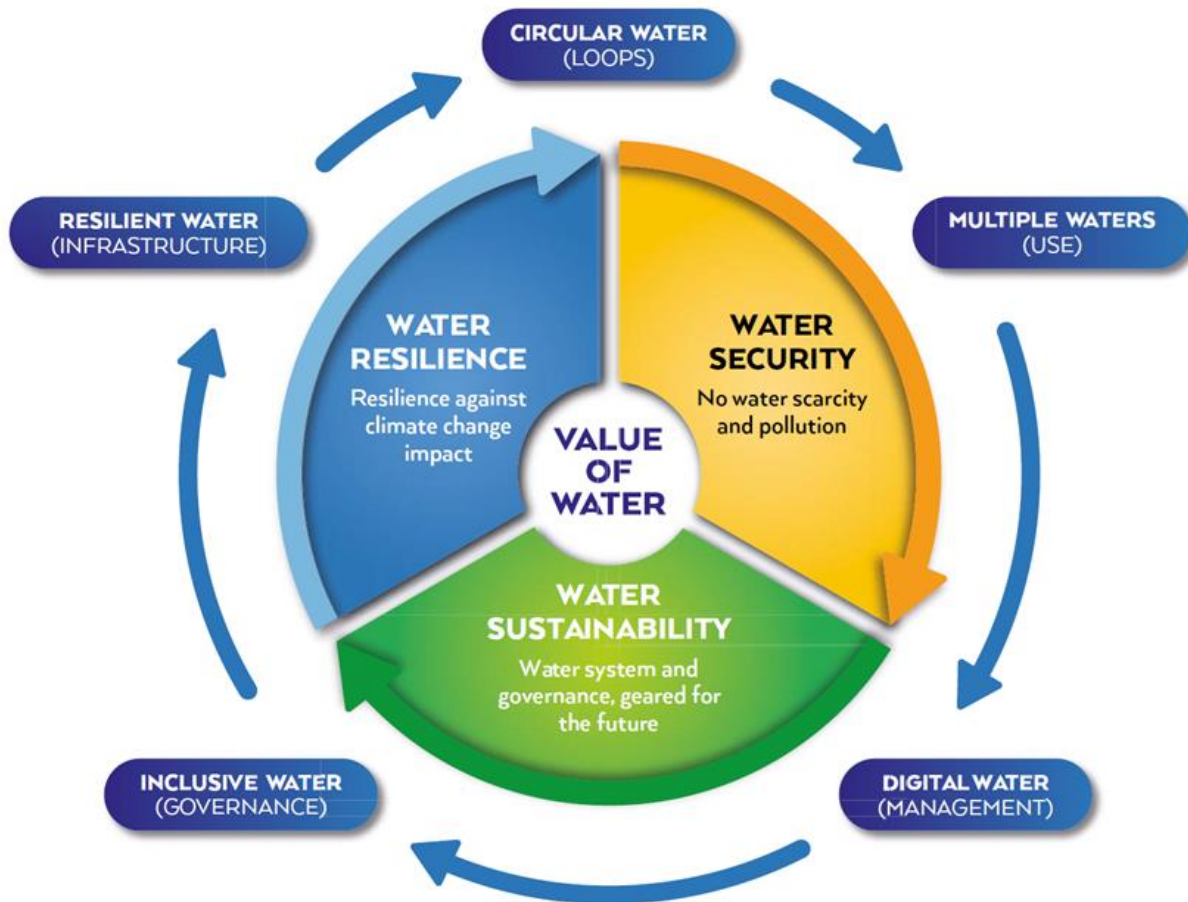 CIRCULAR WATER
(LOOPS)
RESILIENT WATER
(INFRASTRUCTURE)
MULTIPLE WATERS
(USE)
WATER
RESILIENCE
Resilience against
climate change
impact
WATER
SECURITY
No water scarcity
and pollution
VALUE
OF
WATER
WATER
SUSTAINABILITY
Water system and
governance, geared for
the future
INCLUSIVE WATER
(GOVERNANCE)
DIGITAL WATER
(MANAGEMENT)